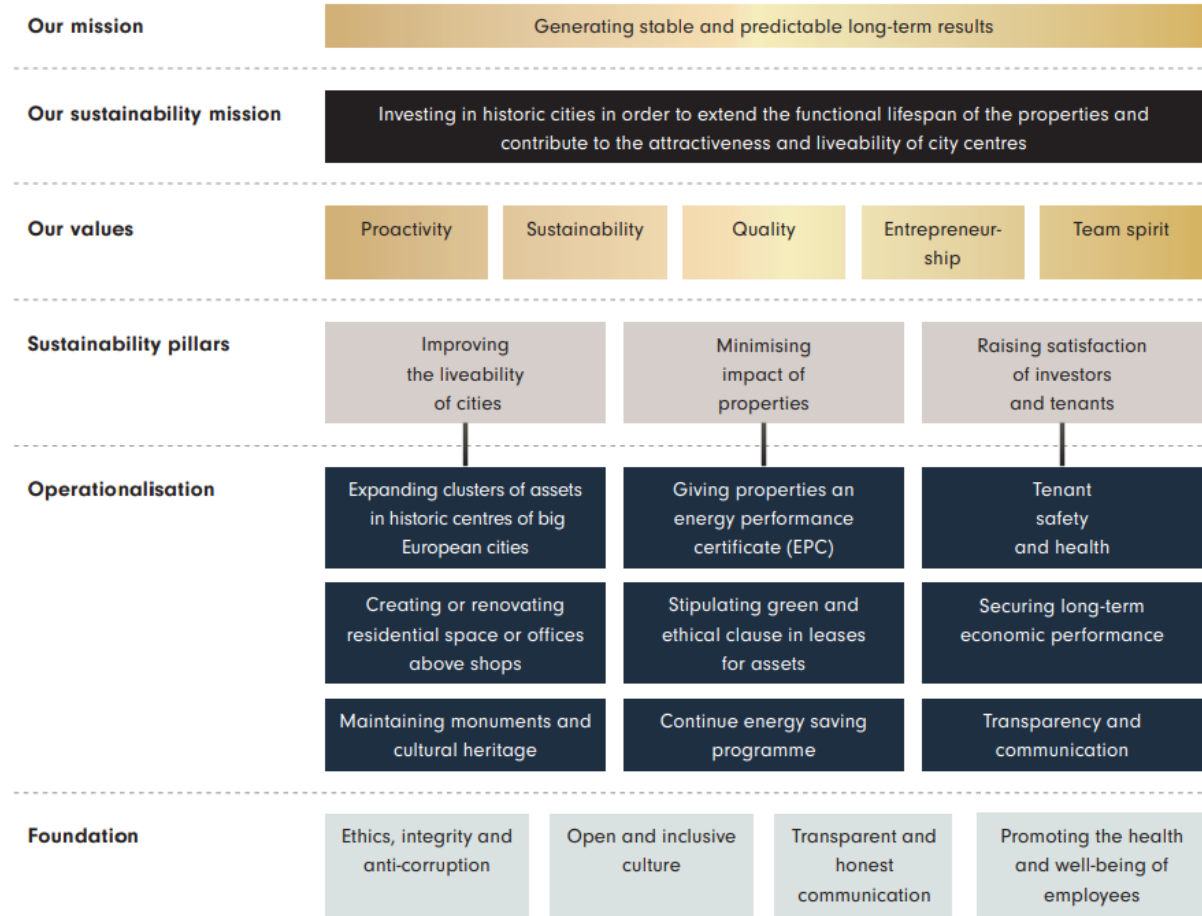 Our mission
Generating stable and predictable long-term results
Our sustainability mission
Investing in historic cities in order to extend the functional lifespan of the properties and
contribute to the attractiveness and liveability of city centres
Our values
Proactivity
Sustainability
Quality
Entrepreneur-
ship
Team spirit
Sustainability pillars
Improving
the liveability
of cities
Minimising
impact of
properties
Raising satisfaction
of investors
and tenants
Operationalisation
Expanding clusters of assets
in historic centres of big
European cities
Giving properties an
energy performance
certificate (EPC)
Tenant
safety
and health
Creating or renovating
residential space or offices
above shops
Stipulating green and
ethical clause in leases
for assets
Securing long-term
economic performance
Maintaining monuments and
cultural heritage
Continue energy saving
programme
Transparency and
communication
Foundation
Ethics, integrity and
anti-corruption
Open and inclusive
culture
Transparent and
honest
communication
Promoting the health
and well-being of
employees